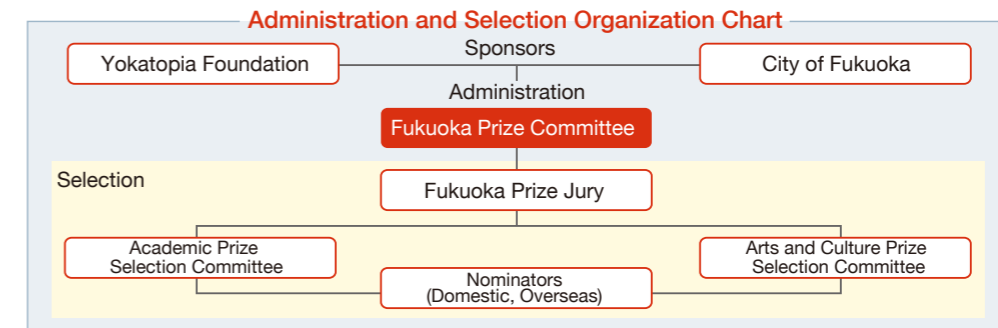 Administration and Selection Organization Chart
Sponsors
Yokatopia Foundation
City of Fukuoka
Administration
Fukuoka Prize Committee
Selection
Fukuoka Prize Jury
Academic Prize
Selection Committee
Arts and Culture Prize
Selection Committee
Nominators
(Domestic, Overseas)